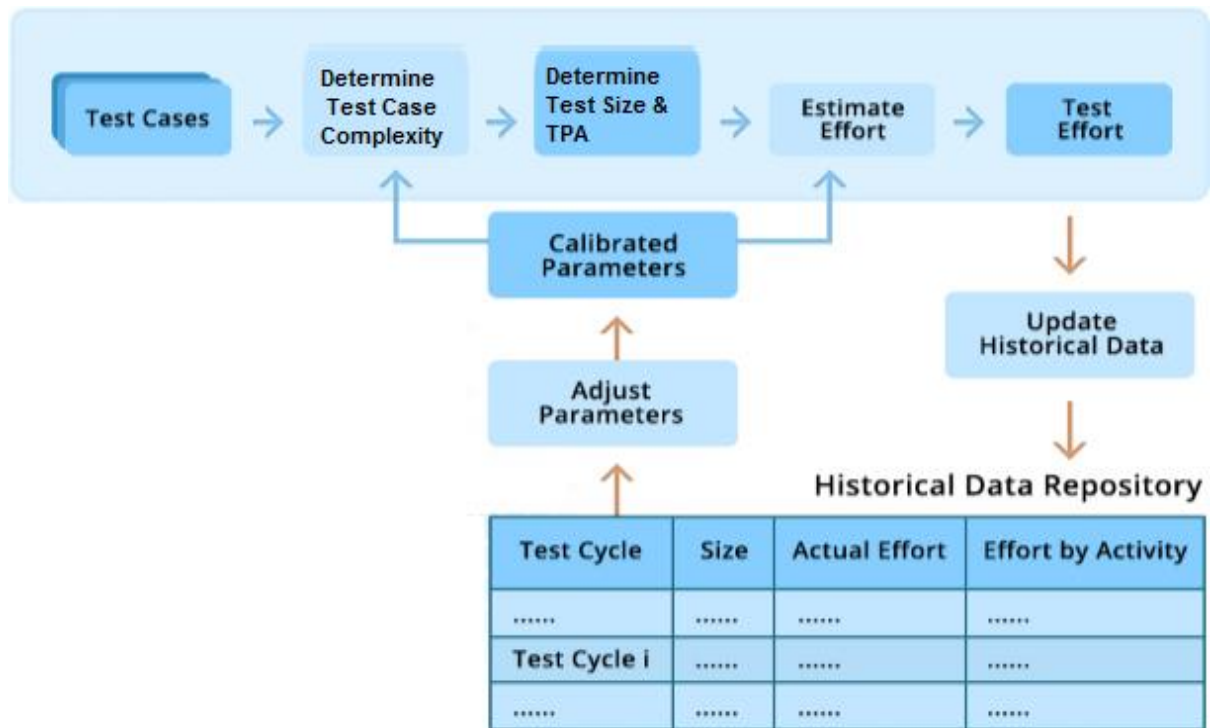 Test Cases
Determine
Test Case
Complexity
Determine
Test Size &
TPA
Estimate
Effort
Test
Effort
Calibrated
Parameters
Update
Historical Data
Adjust
Parameters
Historical Data Repository
Test Cycle Size Actual Effort Effort by Activity
...... ...... ...... ......
Test Cycle i ...... ...... ......
...... ...... ...... ......